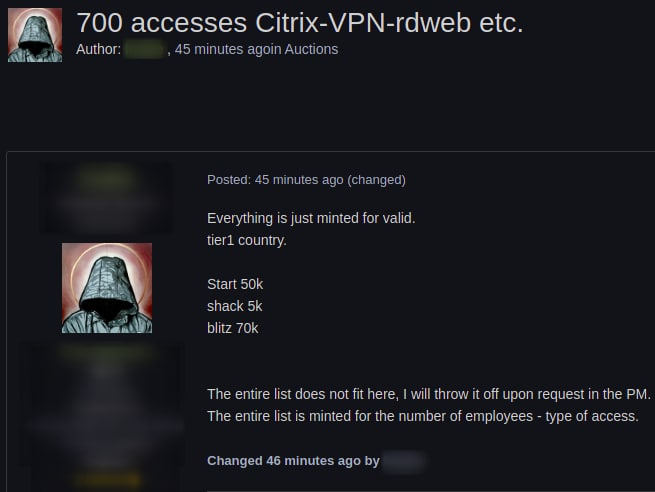 700 accesses Citrix-VPN-rdweb etc.
Author: , 45 minutes agoin Auctions
Posted: 45 minutes ago (changed)
Everything is just minted for valid.
tier1 country.
Start 50k
shack 5k
blitz 70k
The entire list does not fit here, I will throw it off upon request in the PM.
The entire list is minted for the number of employees - type of access.
Changed 46 minutes ago by